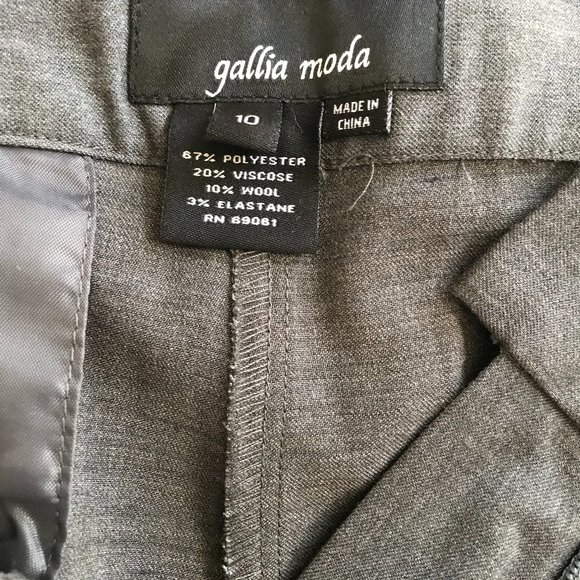 gallia moda
10
MADE IN
CHINA
67% POLYESTER
20% VISCOSE
10% WOOL
3% ELASTANE
RN 69061